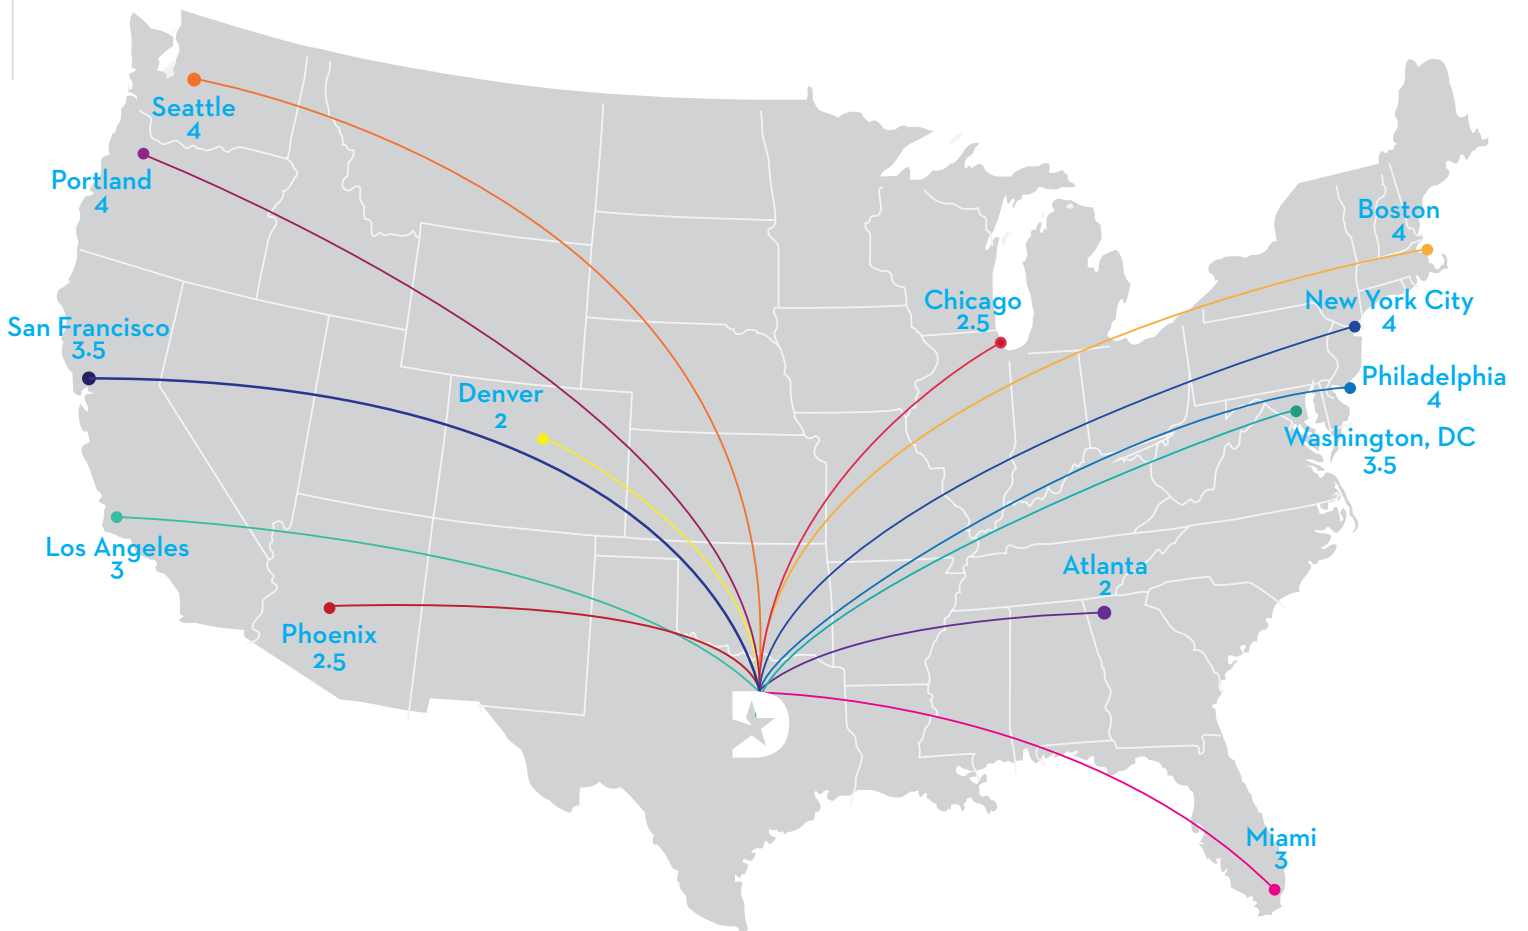 Seattle
4
Portland
4
Boston
4
Chicago
2.5
New York City
4
San Francisco
3.5
Denver
2
Philadelphia
4
Washington, DC
3.5
Los Angeles
3
Atlanta
2
Phoenix
2.5
D
Miami
3